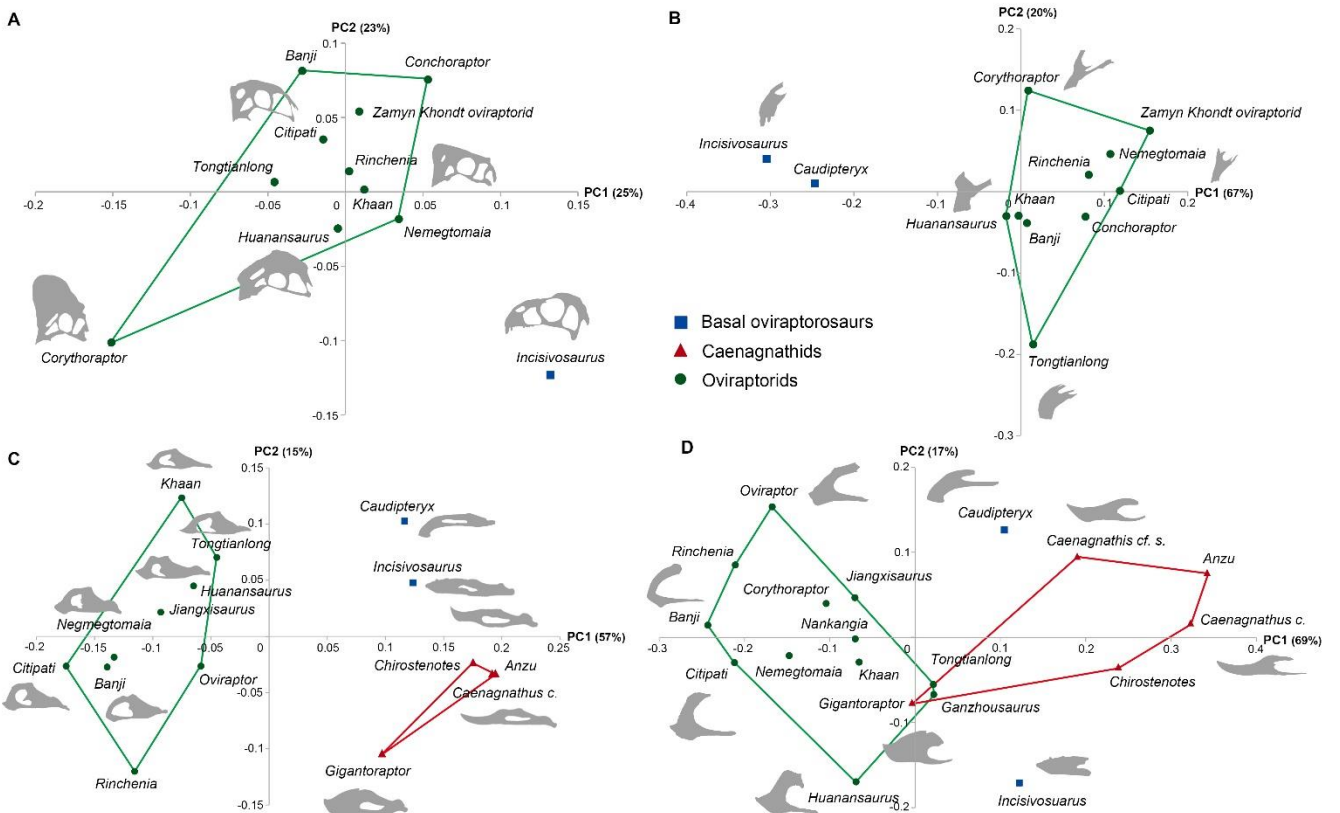 A
PC2 (23%)
0.1
Banji
Conchoraptor
Zamyn Khondt oviraptorid
0.05
Citipati
Rinchenia
Tongtianlong
PC1 (25%)
-0.2
-0.15
-0.1
-0.05
0
0.05
0.1
0.15
Khaan
Nemegtomaia
Huanansaurus
-0.05
-0.1
Corythoraptor
Incisivosaurus
-0.15
B
PC2 (20%)
0.2
Corythoraptor
0.1
Zamyn Khondt oviraptorid
Incisivosaurus
Nemegtomaia
Caudipteryx
Rinchenia
PC1 (67%)
-0.4
-0.3
-0.2
-0.1
0
0.1
0.2
Khaan
Citipati
Huanansaurus
Conchoraptor
Banji
-0.1
-0.2
Tongtianlong
-0.3
Basal oviraptorosaurs
Caenagnathids
Oviraptorids
C
PC2 (15%)
0.15
Khaan
0.1
Caudipteryx
Tongtianlong
0.05
Incisivosaurus
Huanansaurus
Jiangxisaurus
Negmegtomaia
PC1 (57%)
-0.2
-0.15
-0.1
-0.05
0
0.05
0.1
0.15
0.2
0.25
Citipati
Chirostenotes
Anzu
Banji
Oviraptor
-0.05
Caenagnathus c.
Gigantoraptor
-0.1
Rinchenia
-0.15
D
PC2 (17%)
0.2
Oviraptor
Caudipteryx
Caenagnathis cf. s.
Rinchenia
0.1
Anzu
Jiangxisaurus
Corythoraptor
Banji
Nankangia
Caenagnathus c.
PC1 (69%)
-0.3
-0.2
-0.1
0
0.1
0.2
0.3
0.4
Tongtianlong
Citipati
Nemegtomaia
Khaan
Chirostenotes
Gigantoraptor
Ganzhousaurus
-0.1
Huanansaurus
-0.2
Incisivosuarus